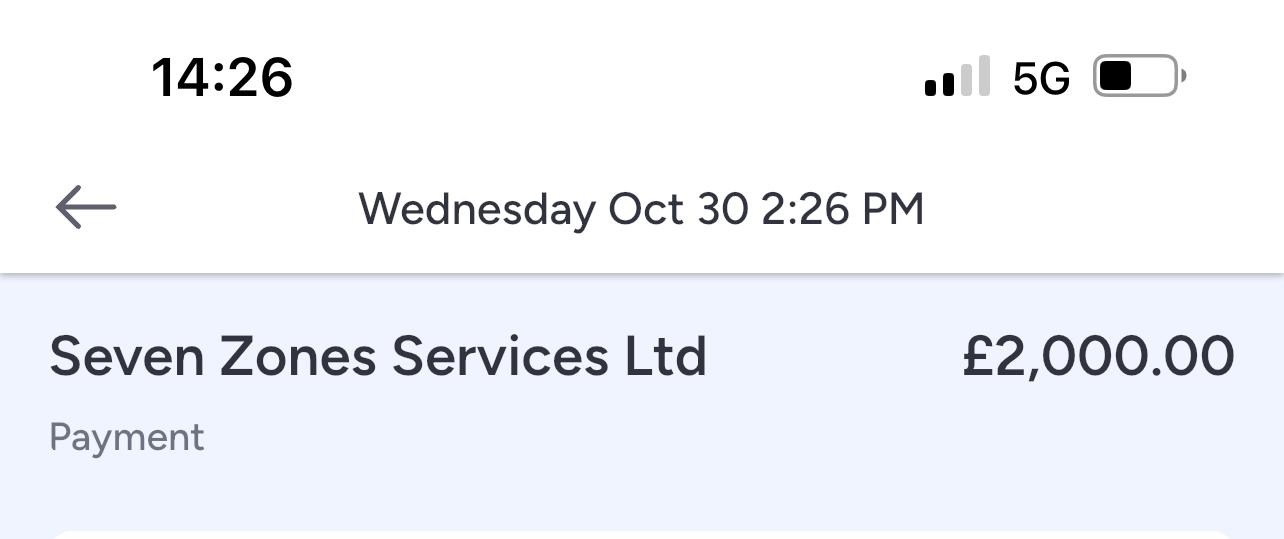 14:26 5G
Wednesday Oct 30 2:26 PM
Seven Zones Services Ltd £2,000.00
Payment